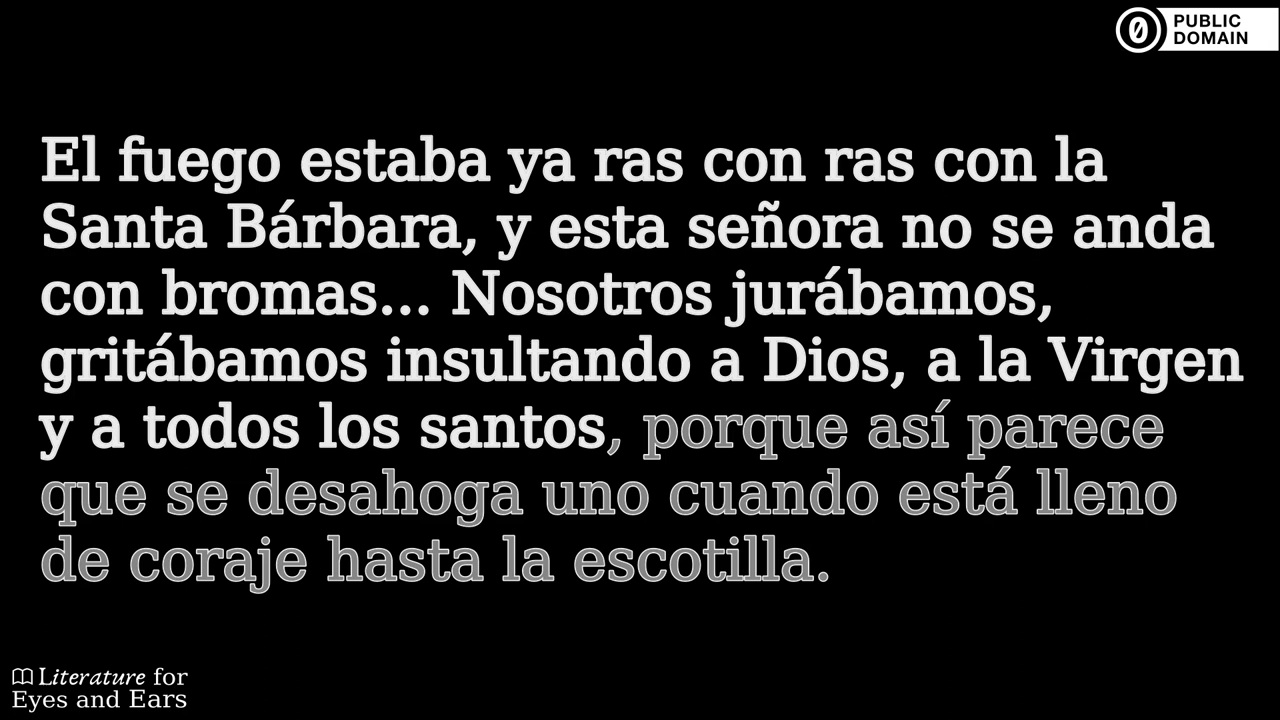 PUBLIC
DOMAIN
El fuego estaba ya ras con ras con la
Santa Bárbara, y esta señora no se anda
con bromas... Nosotros jurábamos,
gritábamos insultando a Dios, a la Virgen
y a todos los santos, porque así parece
que se desahoga uno cuando está lleno
de coraje hasta la escotilla.
Literature for
Eyes and Ears